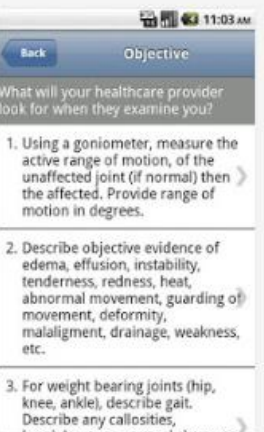 11:03 AM
Back
Objective
What will your healthcare provider
look for when they examine you?
1. Using a goniometer, measure the
active range of motion, of the
unaffected joint (if normal) then
the affected. Provide range of
motion in degrees.
2. Describe objective evidence of
edema, effusion, instability,
tenderness, redness, heat,
abnormal movement, guarding of
movement, deformity,
malaligment, drainage, weakness,
etc.
3. For weight bearing joints (hip,
knee, ankle), describe gait.
Describe any callosities,